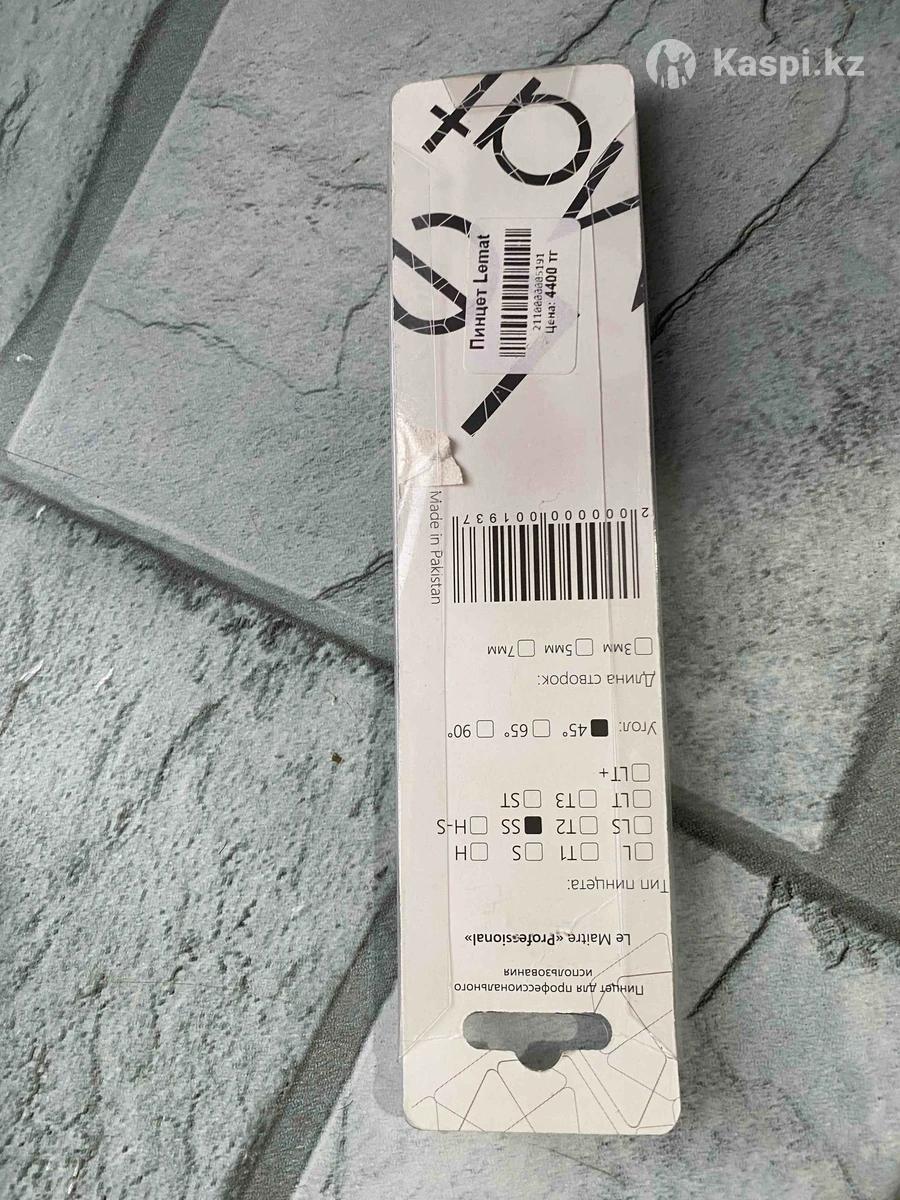 Kaspi.kz
Пинцет Lemat
2110000005191
Цена: 4400 тг
Пинцет для профессионального
использования
Le Maitre «Professional»
Тип пинцета:
L T1 S H
LS T2 SS H-S
LT T3 ST
LT+
Угол: 45° 65° 90°
Длина створок:
3мм 5мм 7мм
2000000001937
Made in Pakistan